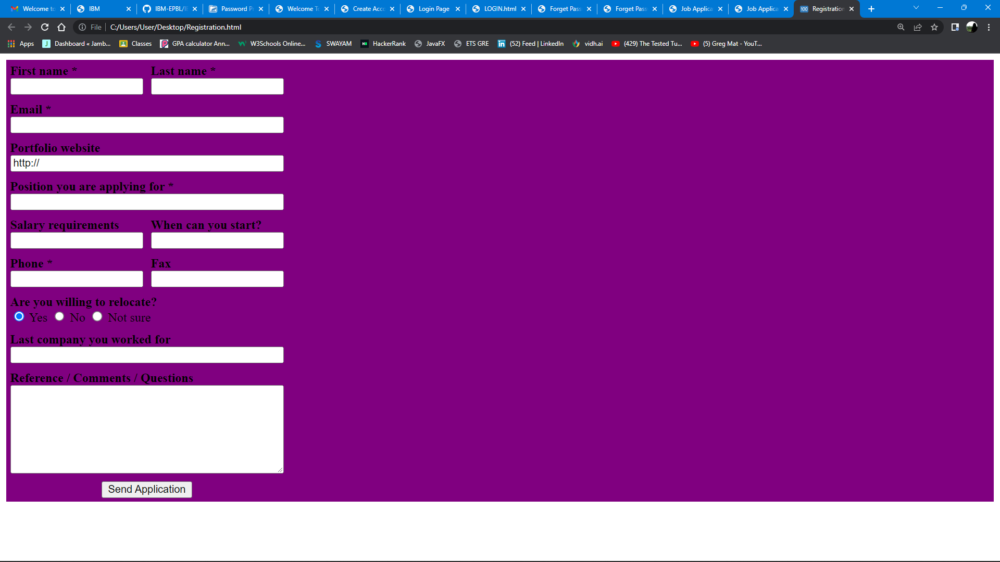 Welcome to
IBM
IBM-EPBL/I
Password P
Welcome To
Create Acc
Login Page
LOGIN.html
Forget Pass
Forget Pass
Job Applica
Job Applica
Registration
File
C:/Users/User/Desktop/Registration.html
Apps
Dashboard « Jamb...
Classes
GPA calculator Ann...
W3Schools Online...
SWAYAM
HackerRank
JavaFX
ETS GRE
(52) Feed | LinkedIn
vidh.ai
(429) The Tested Tu...
(5) Greg Mat - YouT...
First name * Last name *
Email *
Portfolio website
http://
Position you are applying for *
Salary requirements When can you start?
Phone * Fax
Are you willing to relocate?
Yes No Not sure
Last company you worked for
Reference / Comments / Questions
Send Application